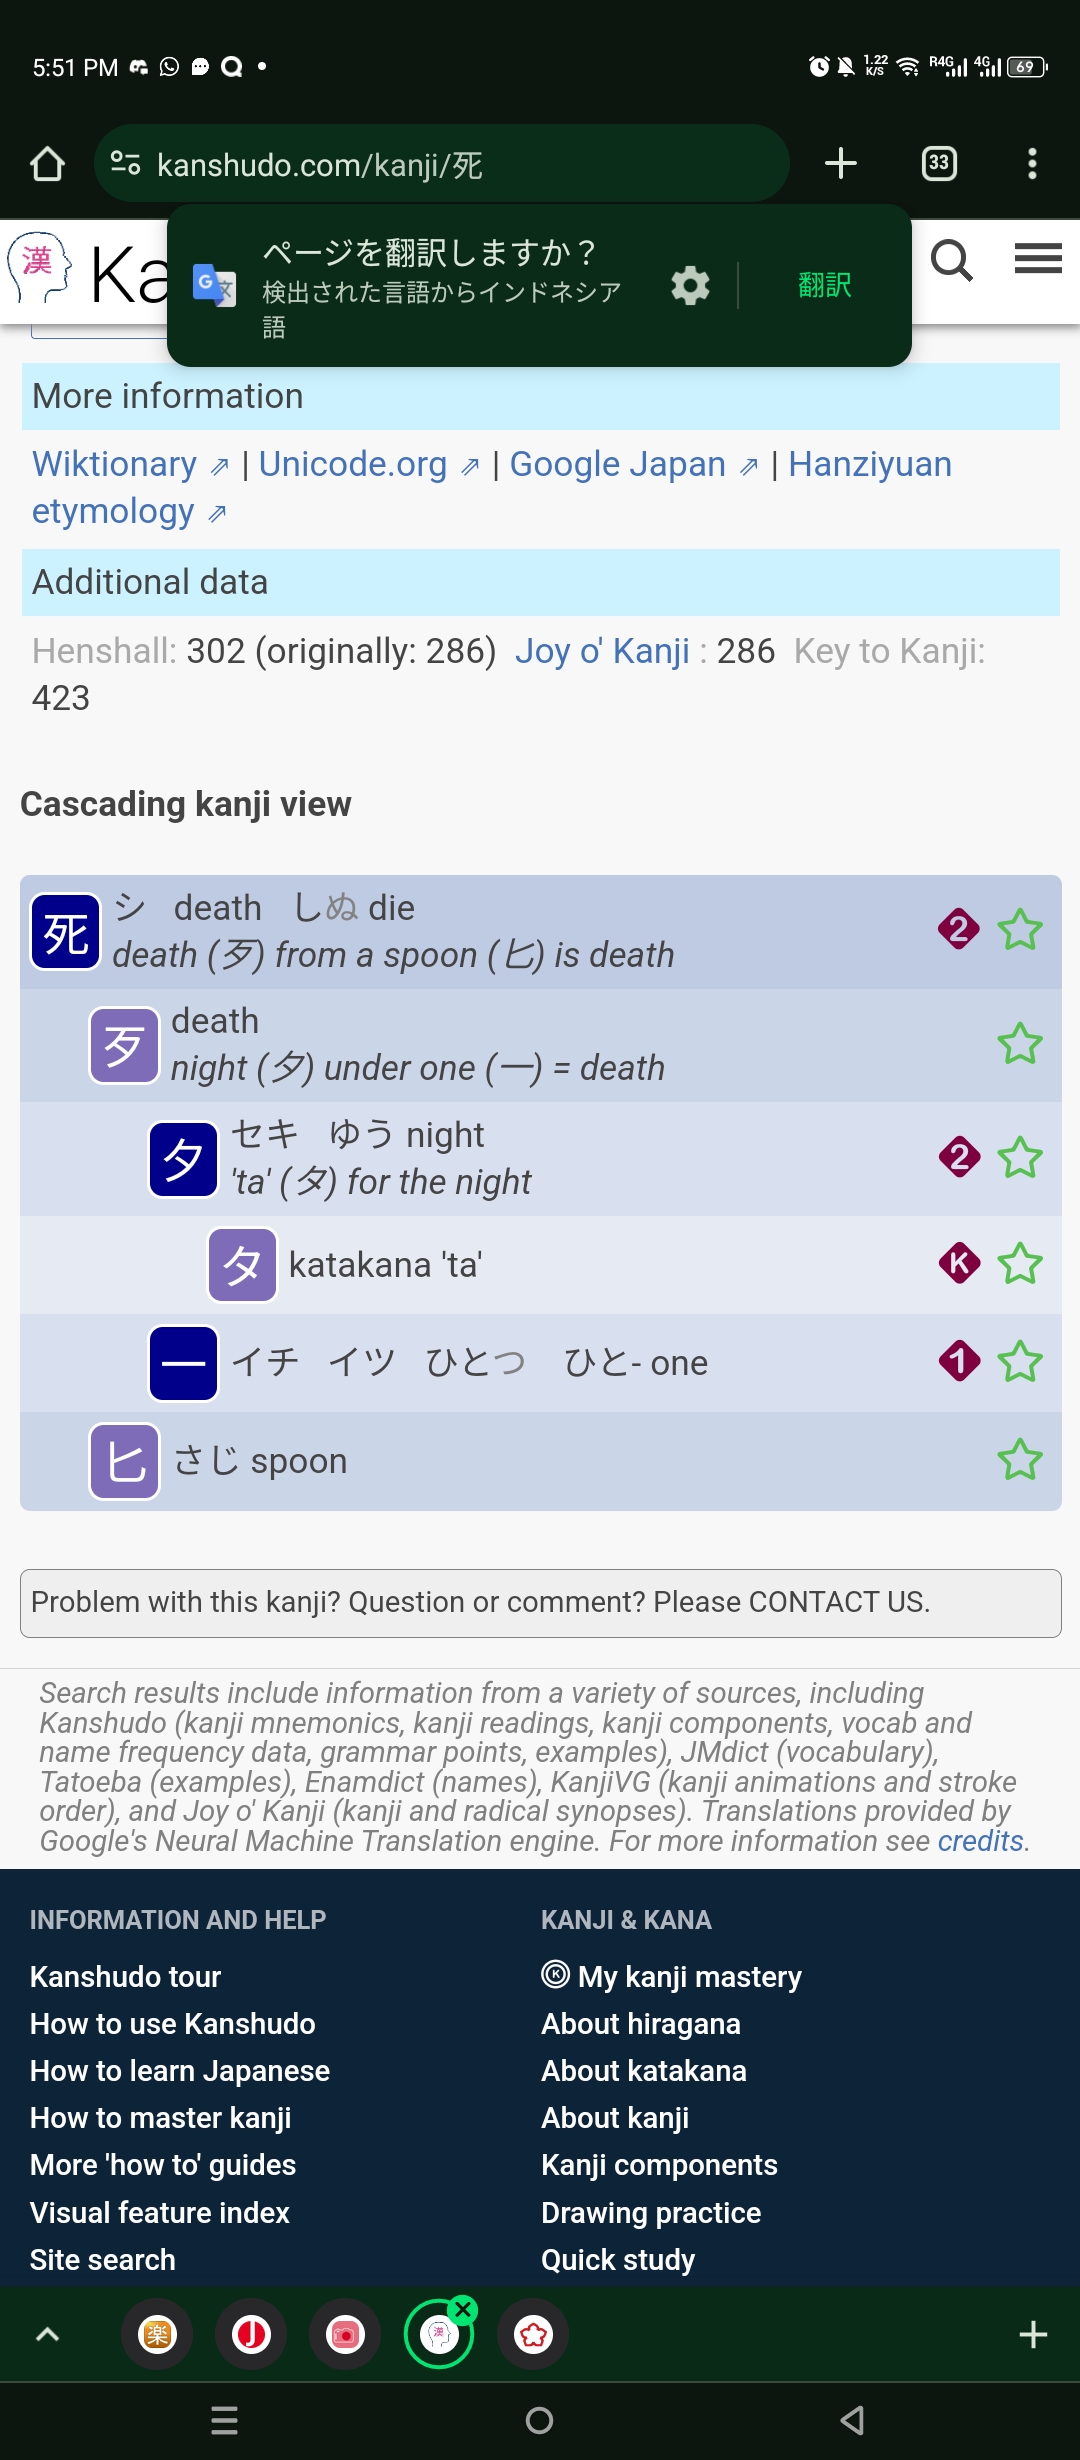 5:51 PM
1.22 K/S R4G 4G 69
kanshudo.com/kanji/死
33
漢 Ka
ページを翻訳しますか？
検出された言語からインドネシア
語
翻訳
More information
Wiktionary ⇗ | Unicode.org ⇗ | Google Japan ⇗ | Hanziyuan
etymology ⇗
Additional data
Henshall: 302 (originally: 286) Joy o' Kanji : 286 Key to Kanji:
423
Cascading kanji view
死 シ death しぬ die 2
death (歹) from a spoon (匕) is death
歹 death
night (夕) under one (一) = death
夕 セキ ゆう night 2
'ta' (タ) for the night
タ katakana 'ta' K
一 イチ イツ ひとつ ひと- one 1
匕 さじ spoon
Problem with this kanji? Question or comment? Please CONTACT US.
Search results include information from a variety of sources, including
Kanshudo (kanji mnemonics, kanji readings, kanji components, vocab and
name frequency data, grammar points, examples), JMdict (vocabulary),
Tatoeba (examples), Enamdict (names), KanjiVG (kanji animations and stroke
order), and Joy o' Kanji (kanji and radical synopses). Translations provided by
Google's Neural Machine Translation engine. For more information see credits.
INFORMATION AND HELP
Kanshudo tour
How to use Kanshudo
How to learn Japanese
How to master kanji
More 'how to' guides
Visual feature index
Site search
KANJI & KANA
My kanji mastery
About hiragana
About katakana
About kanji
Kanji components
Drawing practice
Quick study
楽 J 漢